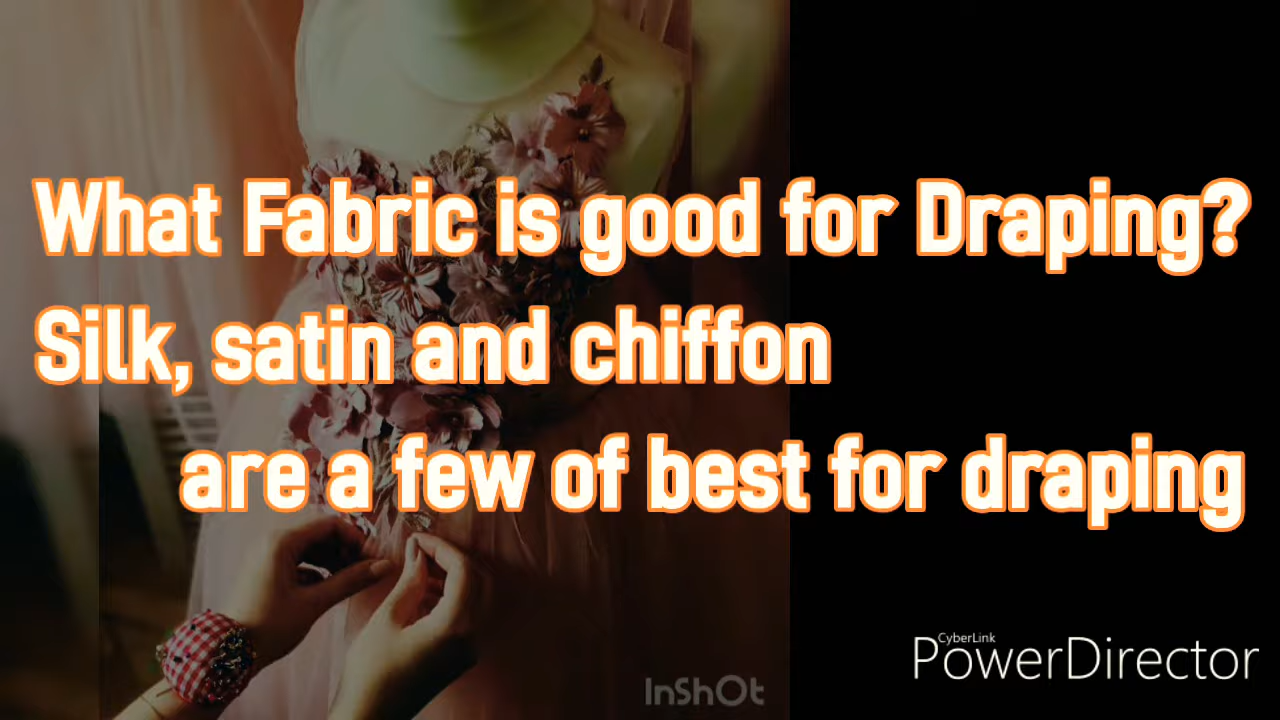 What Fabric is good for Draping?
Silk, satin and chiffon
are a few of best for draping
CyberLink
PowerDirector
InShOt